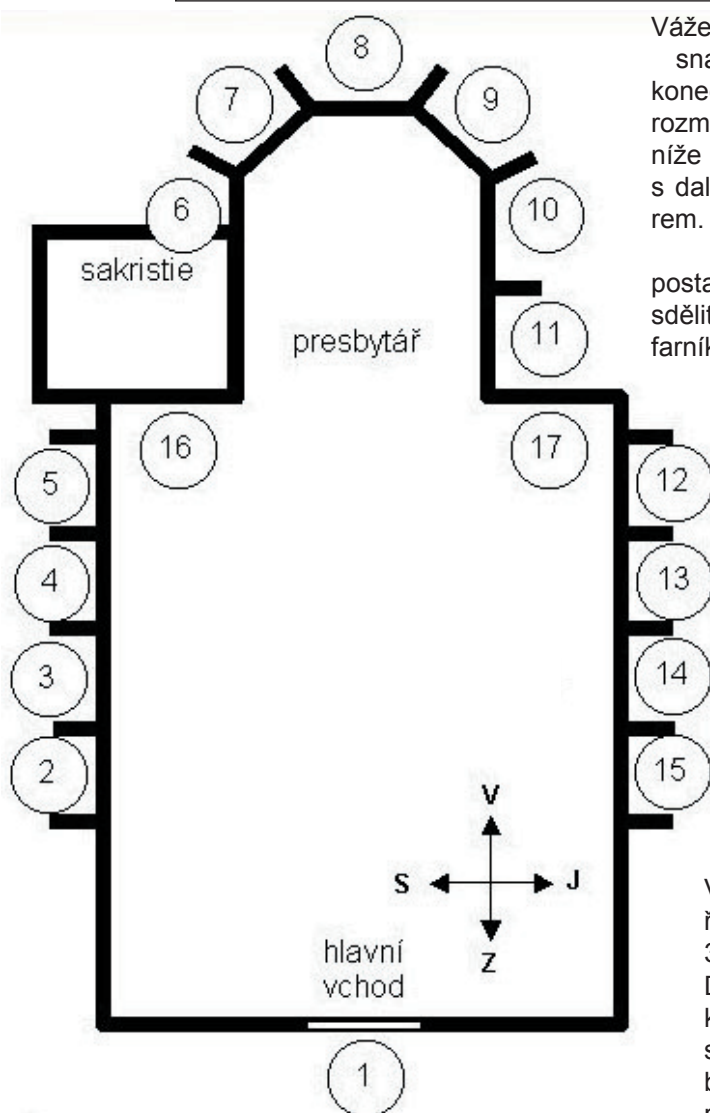 8
7
9
6
10
sakristie
presbytář
11
16
17
5
12
4
13
3
14
2
15
V
S
J
Z
hlavní
vchod
1
Váže
sna
kone
rozm
níže
s dal
rem.
posta
sdělit
farník
V
ř
3
D
k
s
b